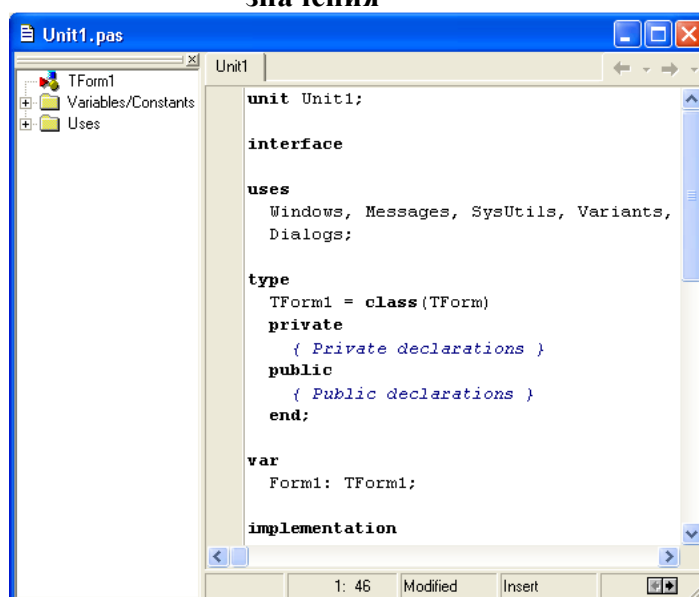 значения
Unit1.pas
TForm1
Variables/Constants
Uses
Unit1
unit Unit1;
interface
uses
Windows, Messages, SysUtils, Variants,
Dialogs;
type
TForm1 = class(TForm)
private
{ Private declarations }
public
{ Public declarations }
end;
var
Form1: TForm1;
implementation
1: 46 Modified Insert